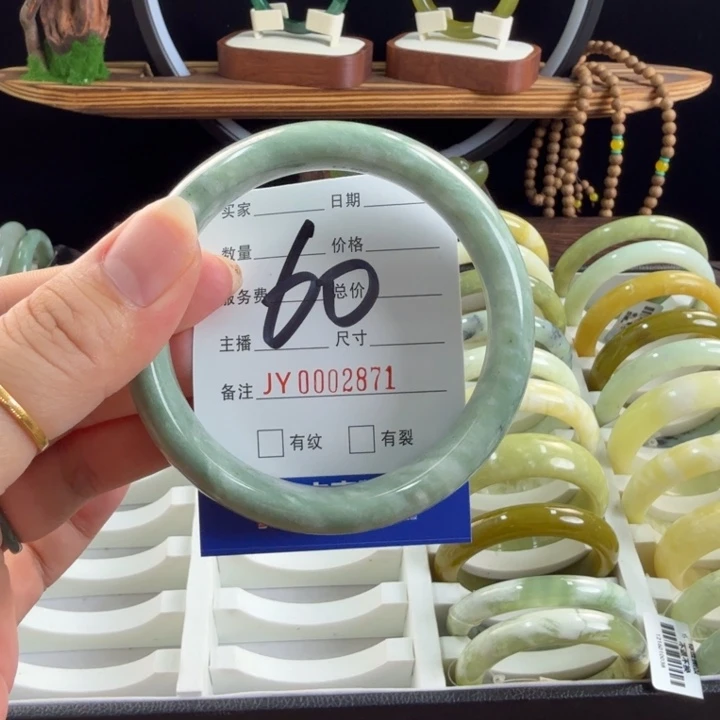 买家 日期
数量 价格
服务费 总价
60
主播 尺寸
备注 JY0002871
有纹 有裂